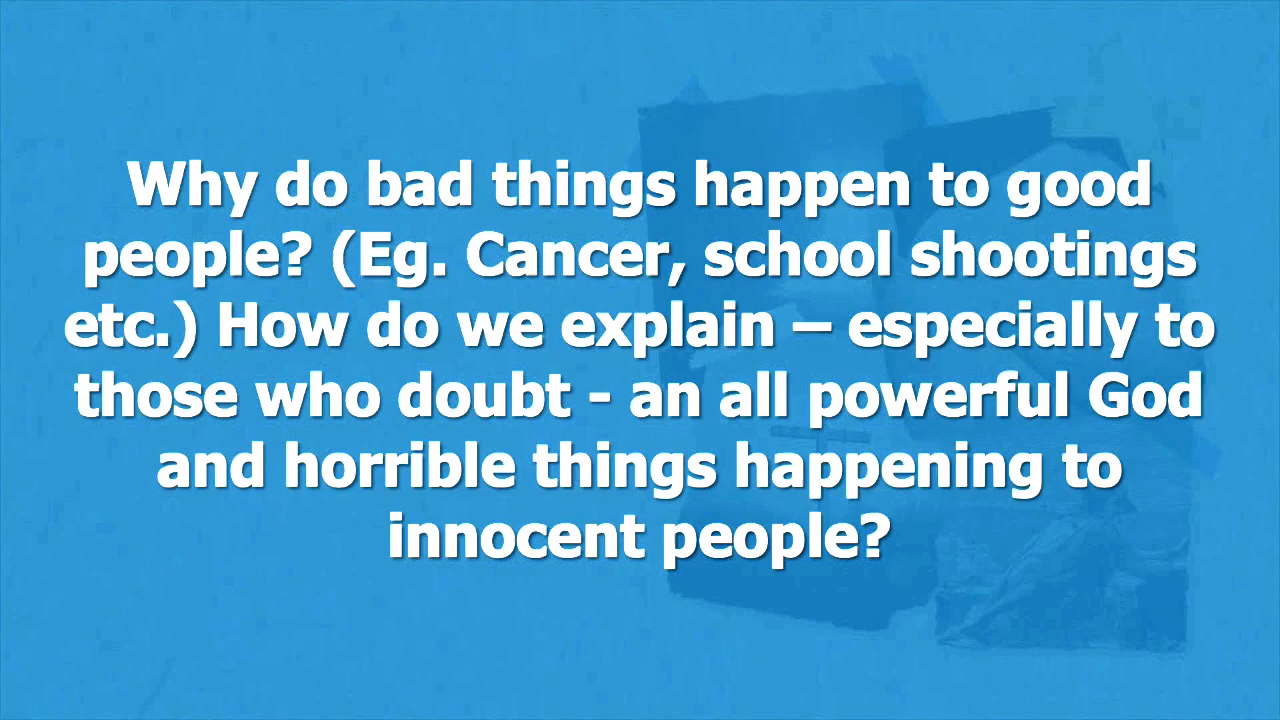 Why do bad things happen to good
people? (Eg. Cancer, school shootings
etc.) How do we explain – especially to
those who doubt - an all powerful God
and horrible things happening to
innocent people?